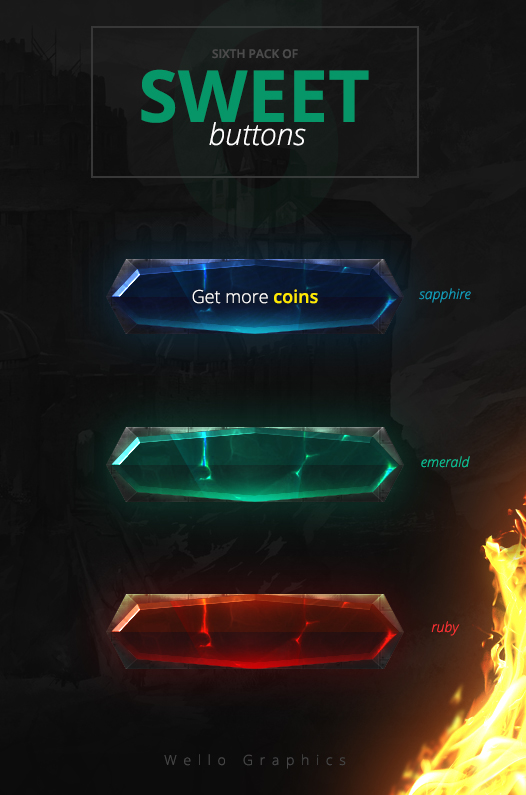 SIXTH PACK OF
SWEET
buttons
Get more coins
sapphire
emerald
ruby
Wello Graphics